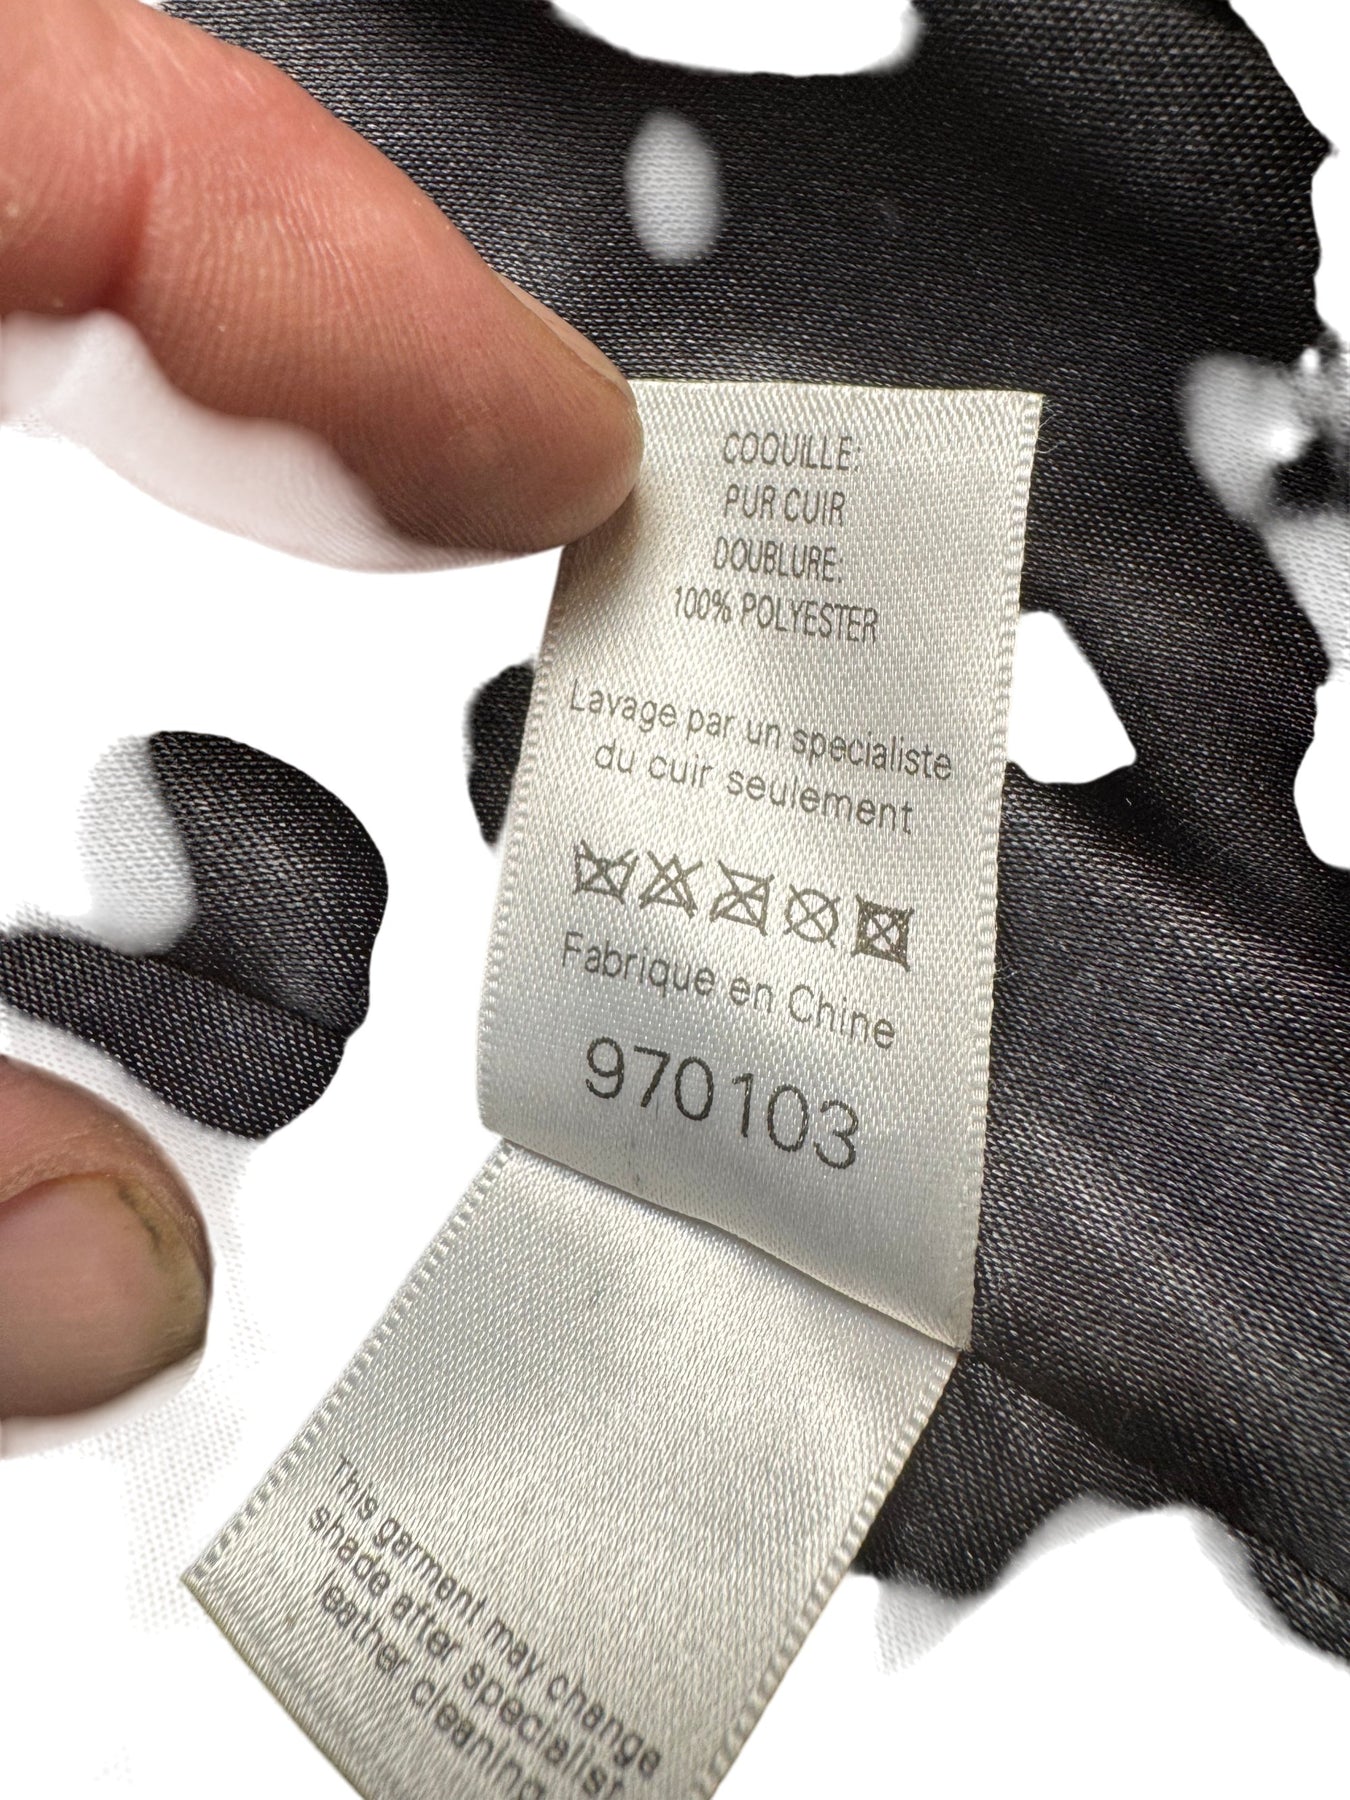 COQUILLE:
PUR CUIR
DOUBLURE:
100% POLYESTER
Lavage par un specialiste
du cuir seulement
Fabrique en Chine
970103
This garment may change
shade after specialist
leather cleaning